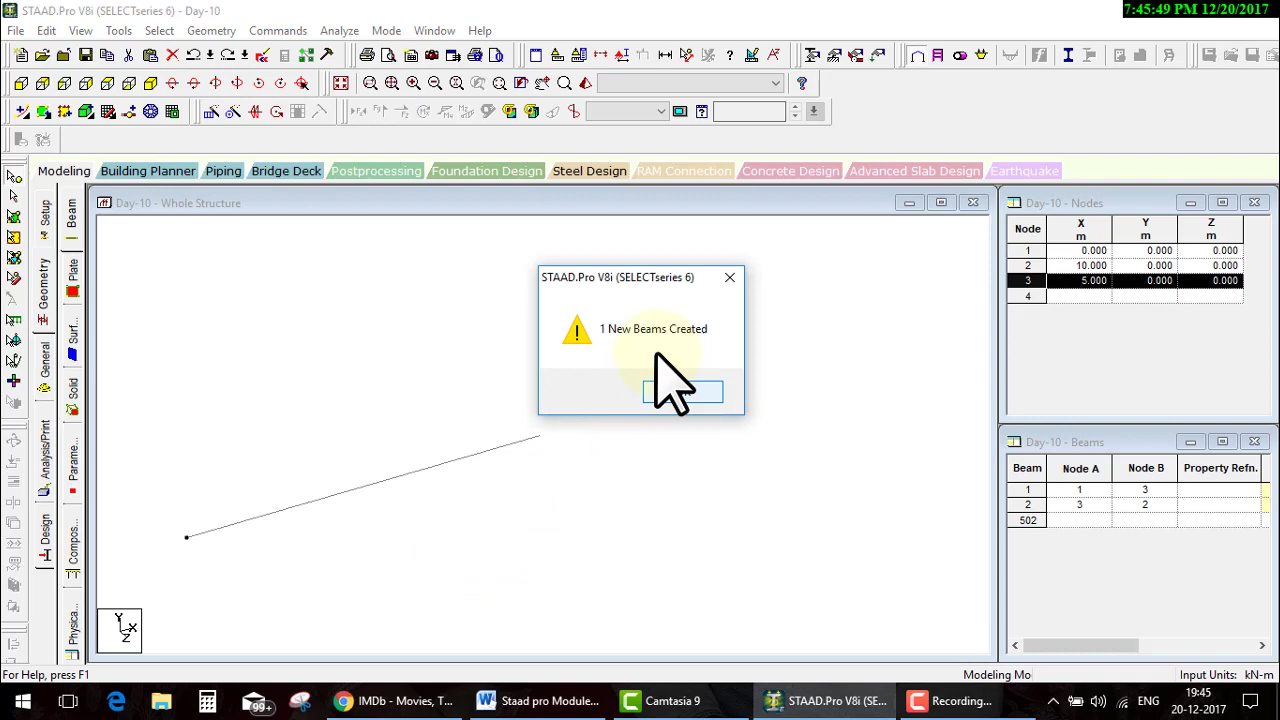 STAAD.Pro V8i (SELECTseries 6) - Day-10
7:45:49 PM 12/20/2017
File Edit View Tools Select Geometry Commands Analyze Mode Window Help
Modeling Building Planner Piping Bridge Deck Postprocessing Foundation Design Steel Design RAM Connection Concrete Design Advanced Slab Design Earthquake
Setup
Geometry
General
Analysis/Print
Design
Beam
Plate
Surf...
Solid
Parame...
Compos...
Physica...
Day-10 - Whole Structure
STAAD.Pro V8i (SELECTseries 6)
1 New Beams Created
Y
X
Z
Day-10 - Nodes
Node X m Y m Z m
1 0.000 0.000 0.000
2 10.000 0.000 0.000
3 5.000 0.000 0.000
4
Day-10 - Beams
Beam Node A Node B Property Refn.
1 1 3
2 3 2
502
For Help, press F1
Modeling Mo
Input Units: kN-m
99+
IMDb - Movies, T...
Staad pro Module...
Camtasia 9
STAAD.Pro V8i (SE...
Recording...
ENG
19:45
20-12-2017